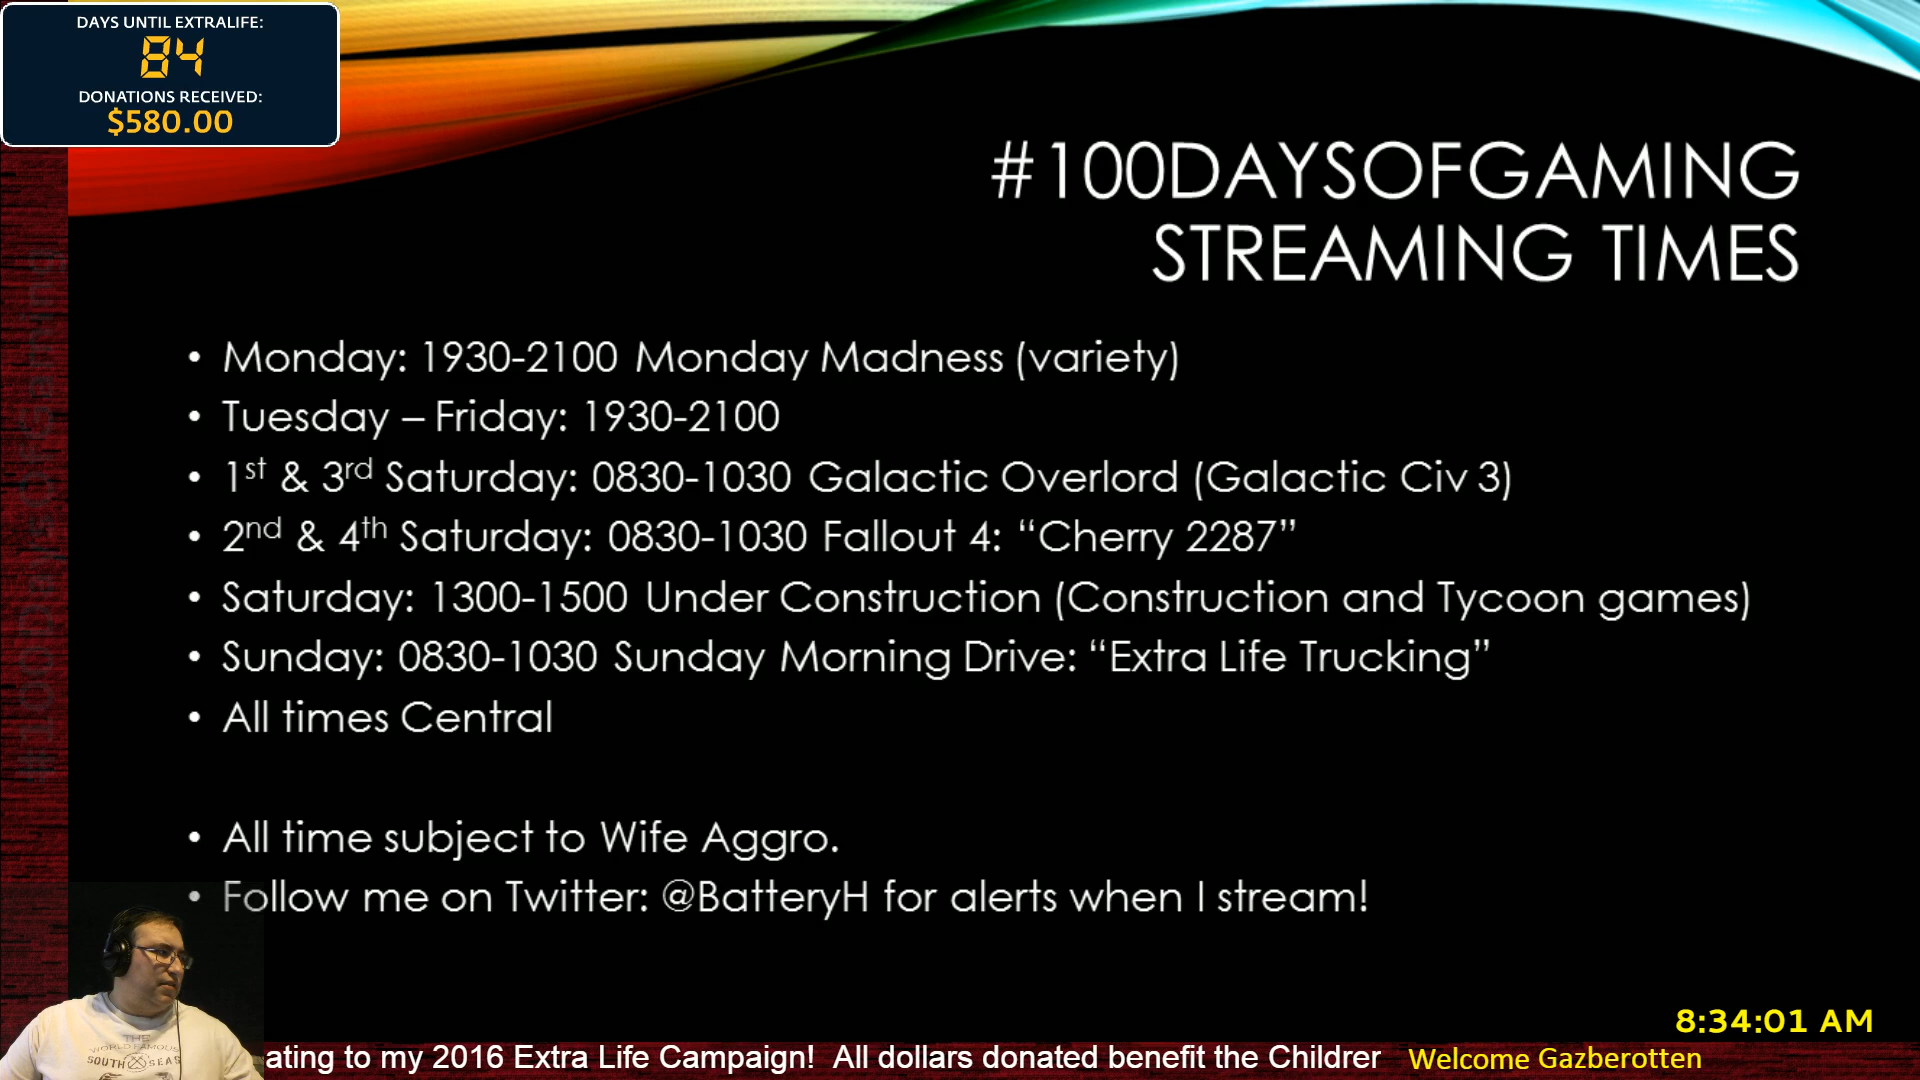 DAYS UNTIL EXTRALIFE:
84
DONATIONS RECEIVED:
$580.00
#100DAYSOFGAMING
STREAMING TIMES
• Monday: 1930-2100 Monday Madness (variety)
• Tuesday – Friday: 1930-2100
• 1st & 3rd Saturday: 0830-1030 Galactic Overlord (Galactic Civ 3)
• 2nd & 4th Saturday: 0830-1030 Fallout 4: “Cherry 2287”
• Saturday: 1300-1500 Under Construction (Construction and Tycoon games)
• Sunday: 0830-1030 Sunday Morning Drive: “Extra Life Trucking”
• All times Central
• All time subject to Wife Aggro.
• Follow me on Twitter: @BatteryH for alerts when I stream!
THE
WORLD FAMOUS
SOUTH SEAS
8:34:01 AM
ating to my 2016 Extra Life Campaign! All dollars donated benefit the Childrer
Welcome Gazberotten